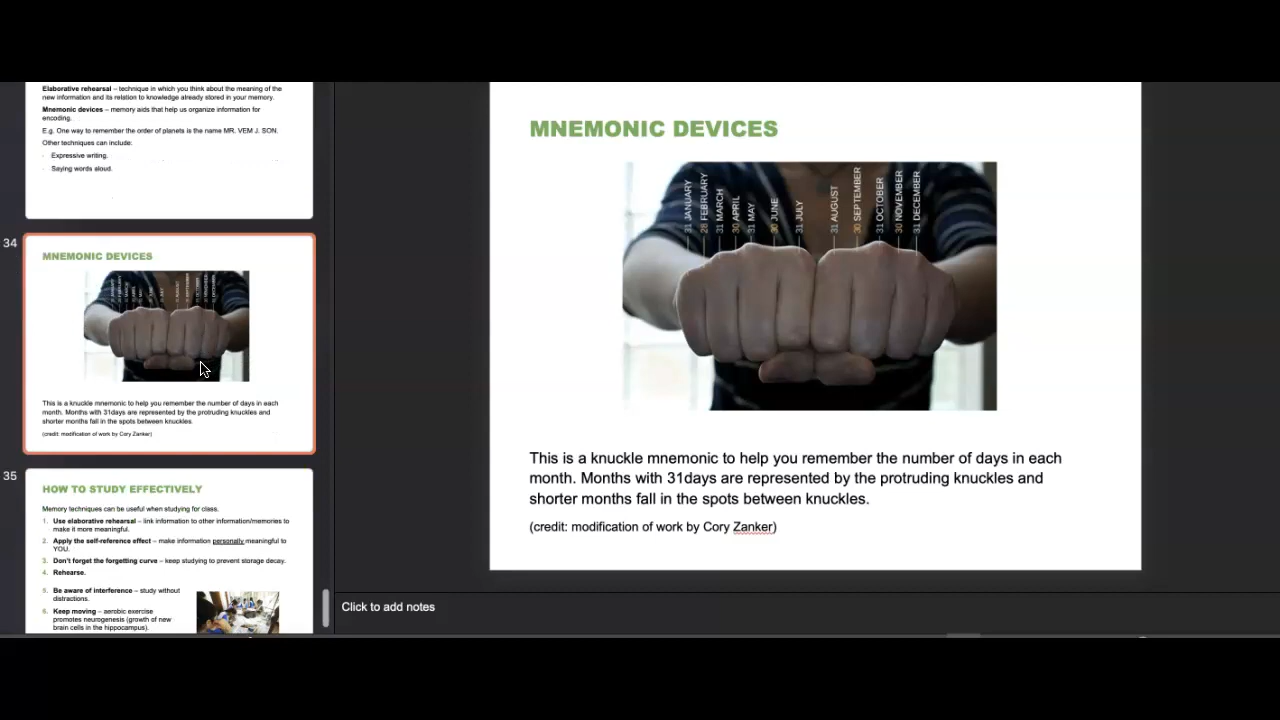 Elaborative rehearsal – technique in which you think about the meaning of the
new information and its relation to knowledge already stored in your memory.
Mnemonic devices – memory aids that help us organize information for
encoding.
E.g. One way to remember the order of planets is the name MR. VEM J. SON.
Other techniques can include:
Expressive writing.
Saying words aloud.
34
MNEMONIC DEVICES
This is a knuckle mnemonic to help you remember the number of days in each
month. Months with 31days are represented by the protruding knuckles and
shorter months fall in the spots between knuckles.
(credit: modification of work by Cory Zanker)
35
HOW TO STUDY EFFECTIVELY
Memory techniques can be useful when studying for class.
1. Use elaborative rehearsal – link information to other information/memories to
make it more meaningful.
2. Apply the self-reference effect – make information personally meaningful to
YOU.
3. Don't forget the forgetting curve – keep studying to prevent storage decay.
4. Rehearse.
5. Be aware of interference – study without
distractions.
6. Keep moving – aerobic exercise
promotes neurogenesis (growth of new
brain cells in the hippocampus).
MNEMONIC DEVICES
31 JANUARY
28 FEBRUARY
31 MARCH
30 APRIL
31 MAY
30 JUNE
31 JULY
31 AUGUST
30 SEPTEMBER
31 OCTOBER
30 NOVEMBER
31 DECEMBER
This is a knuckle mnemonic to help you remember the number of days in each
month. Months with 31days are represented by the protruding knuckles and
shorter months fall in the spots between knuckles.
(credit: modification of work by Cory Zanker)
Click to add notes